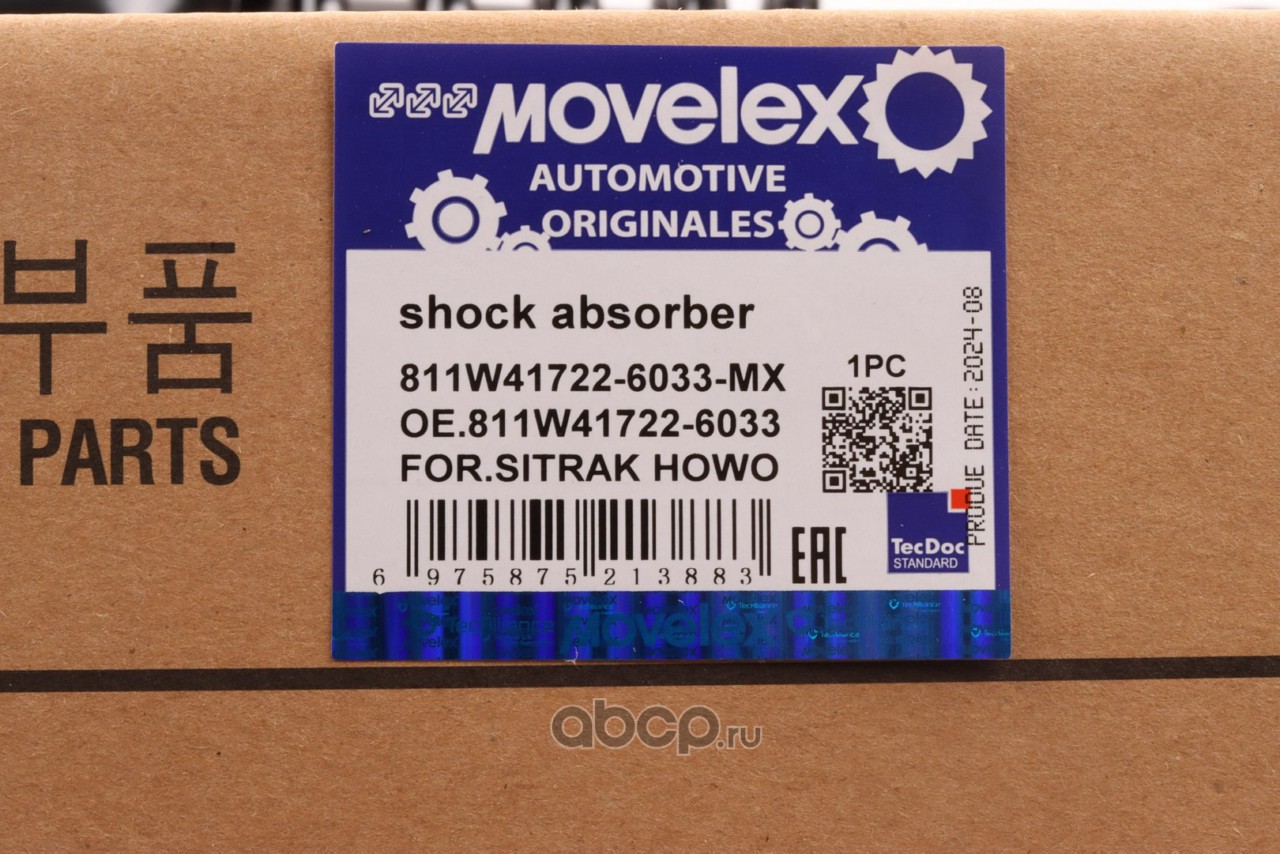 movelex
AUTOMOTIVE
ORIGINALES
부품
PARTS
shock absorber
811W41722-6033-MX
OE.811W41722-6033
FOR.SITRAK HOWO
1PC
PRODUE DATE:2024-08
6 975875 213883
EAC
TecDoc
STANDARD
movelex
TecAlliance
abcp.ru